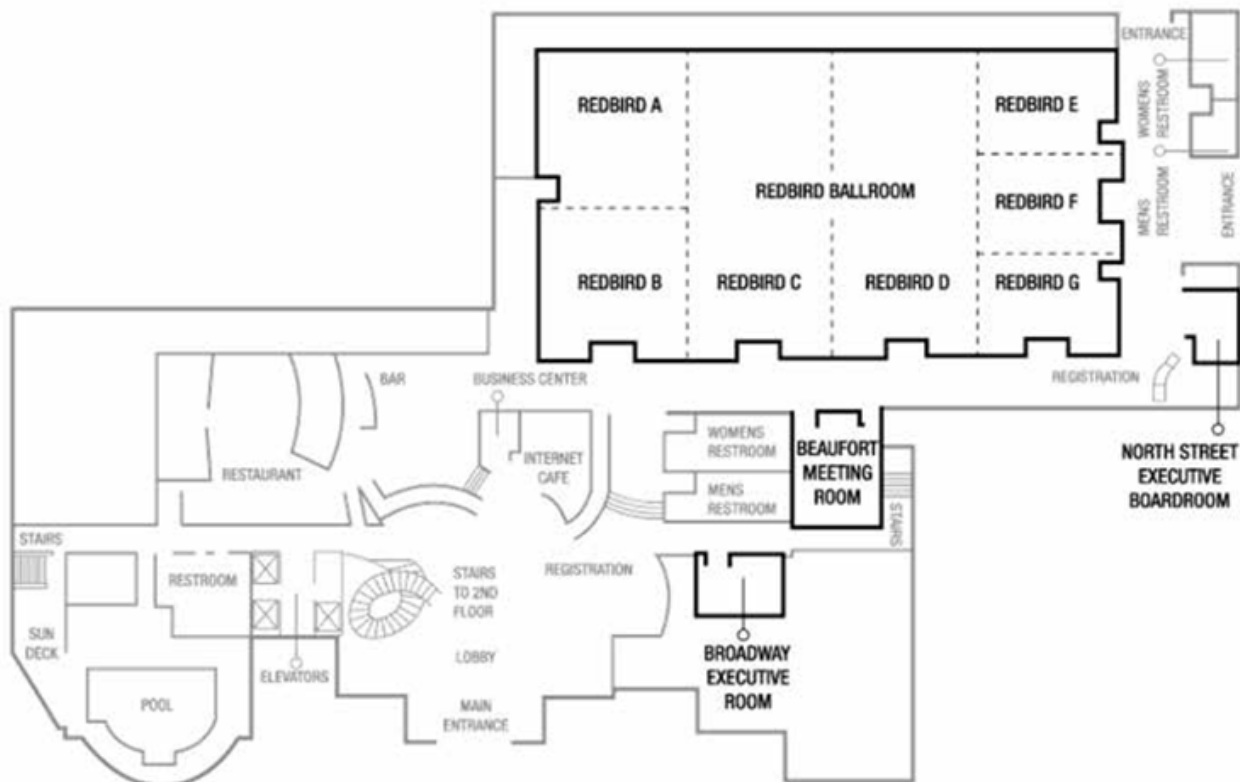 ENTRANCE
WOMENS
RESTROOM
MENS
RESTROOM
ENTRANCE
REDBIRD A
REDBIRD E
REDBIRD BALLROOM
REDBIRD F
REDBIRD B
REDBIRD C
REDBIRD D
REDBIRD G
BAR
BUSINESS CENTER
REGISTRATION
RESTAURANT
INTERNET
CAFE
WOMENS
RESTROOM
MENS
RESTROOM
BEAUFORT
MEETING
ROOM
STAIRS
NORTH STREET
EXECUTIVE
BOARDROOM
STAIRS
RESTROOM
STAIRS
TO 2ND
FLOOR
REGISTRATION
SUN
DECK
ELEVATORS
LOBBY
BROADWAY
EXECUTIVE
ROOM
POOL
MAIN
ENTRANCE